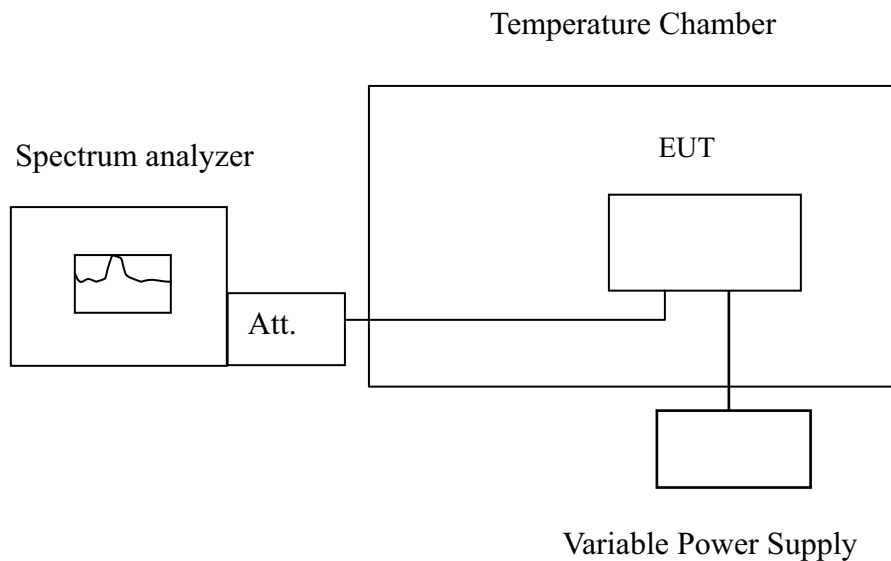 Temperature Chamber
Spectrum analyzer
EUT
Att.
Variable Power Supply